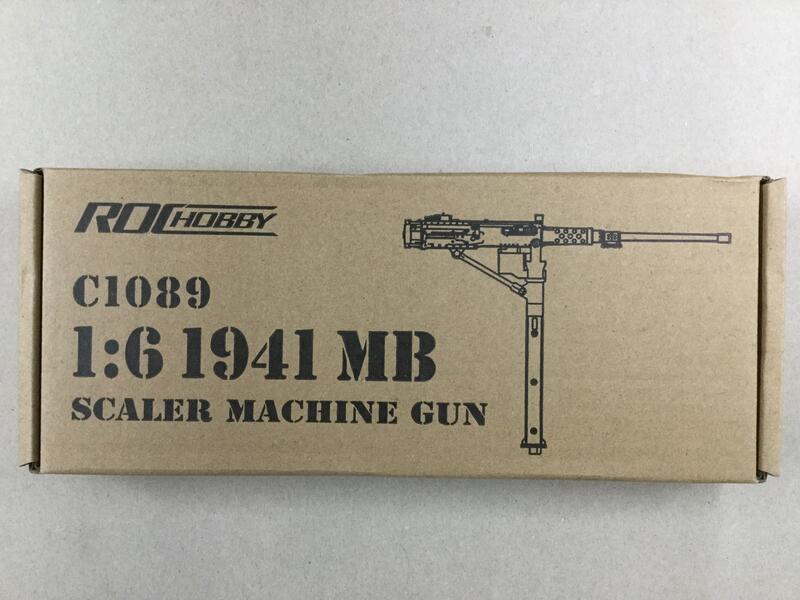 ROCHOBBY
C1089
1:6 1941 MB
SCALER MACHINE GUN